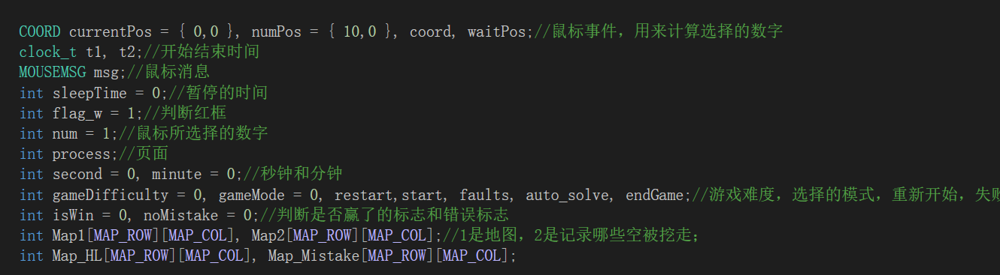 COORD currentPos = { 0,0 }, numPos = { 10,0 }, coord, waitPos;//鼠标事件，用来计算选择的数字
clock_t t1, t2;//开始结束时间
MOUSEMSG msg;//鼠标消息
int sleepTime = 0;//暂停的时间
int flag_w = 1;//判断红框
int num = 1;//鼠标所选择的数字
int process;//页面
int second = 0, minute = 0;//秒钟和分钟
int gameDifficulty = 0, gameMode = 0, restart,start, faults, auto_solve, endGame;//游戏难度，选择的模式，重新开始，失败
int isWin = 0, noMistake = 0;//判断是否赢了的标志和错误标志
int Map1[MAP_ROW][MAP_COL], Map2[MAP_ROW][MAP_COL];//1是地图，2是记录哪些空被挖走；
int Map_HL[MAP_ROW][MAP_COL], Map_Mistake[MAP_ROW][MAP_COL];